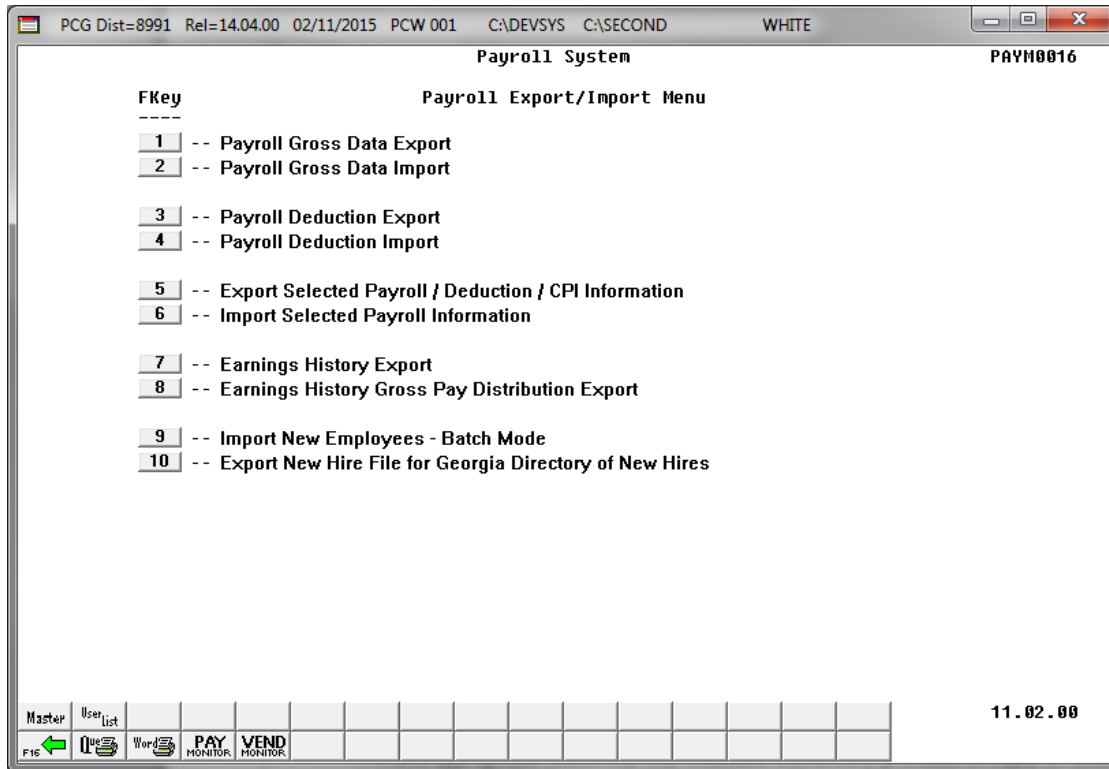 PCG Dist=8991 Rel=14.04.00 02/11/2015 PCW 001 C:\DEVSYS C:\SECOND WHITE
Payroll System PAYM0016
FKey Payroll Export/Import Menu
----
1 -- Payroll Gross Data Export
2 -- Payroll Gross Data Import
3 -- Payroll Deduction Export
4 -- Payroll Deduction Import
5 -- Export Selected Payroll / Deduction / CPI Information
6 -- Import Selected Payroll Information
7 -- Earnings History Export
8 -- Earnings History Gross Pay Distribution Export
9 -- Import New Employees - Batch Mode
10 -- Export New Hire File for Georgia Directory of New Hires
Master User List 11.02.00
F16 Que Word PAY MONITOR VEND MONITOR